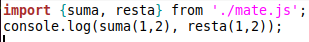 import {suma, resta} from './mate.js';
console.log(suma(1,2), resta(1,2));